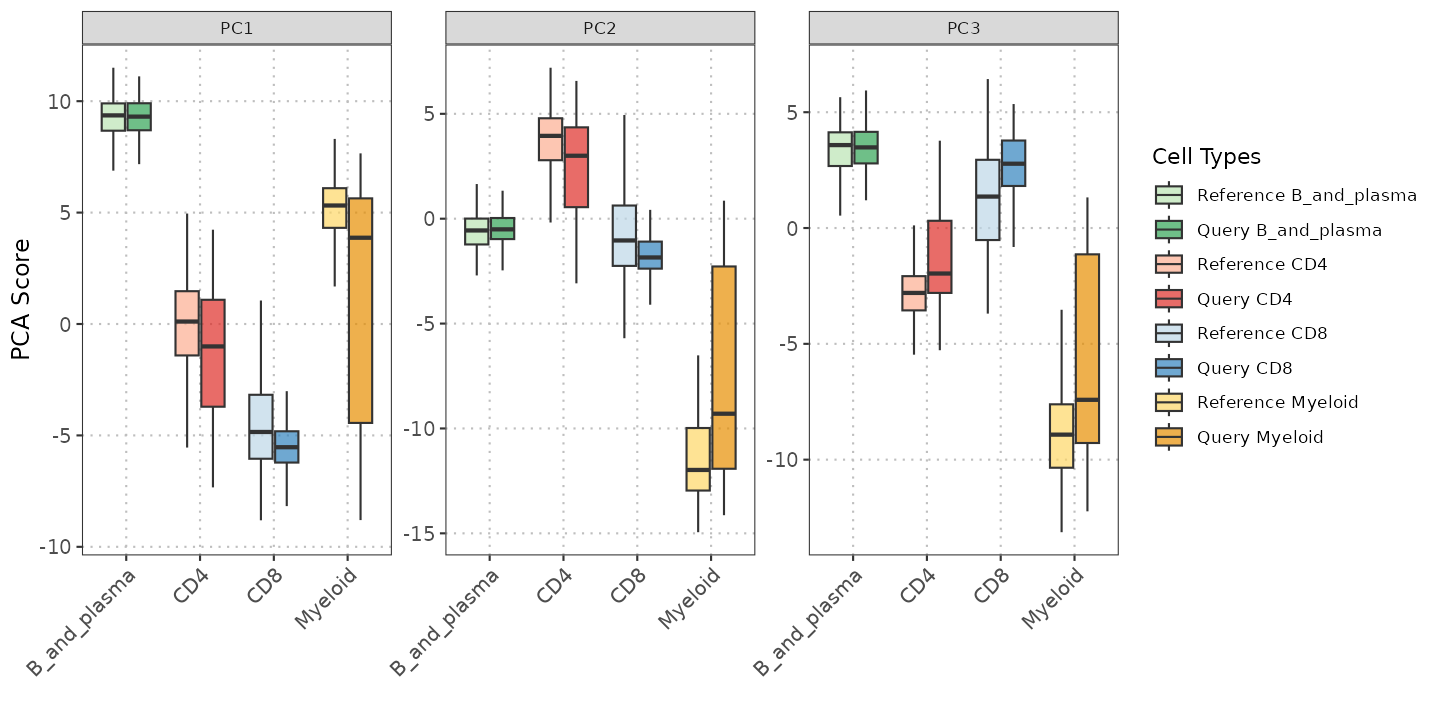 PC1
PC2
PC3
PCA Score
10
5
0
-5
-10
5
0
-5
-10
-15
5
0
-5
-10
B_and_plasma
CD4
CD8
Myeloid
B_and_plasma
CD4
CD8
Myeloid
B_and_plasma
CD4
CD8
Myeloid
Cell Types
Reference B_and_plasma
Query B_and_plasma
Reference CD4
Query CD4
Reference CD8
Query CD8
Reference Myeloid
Query Myeloid